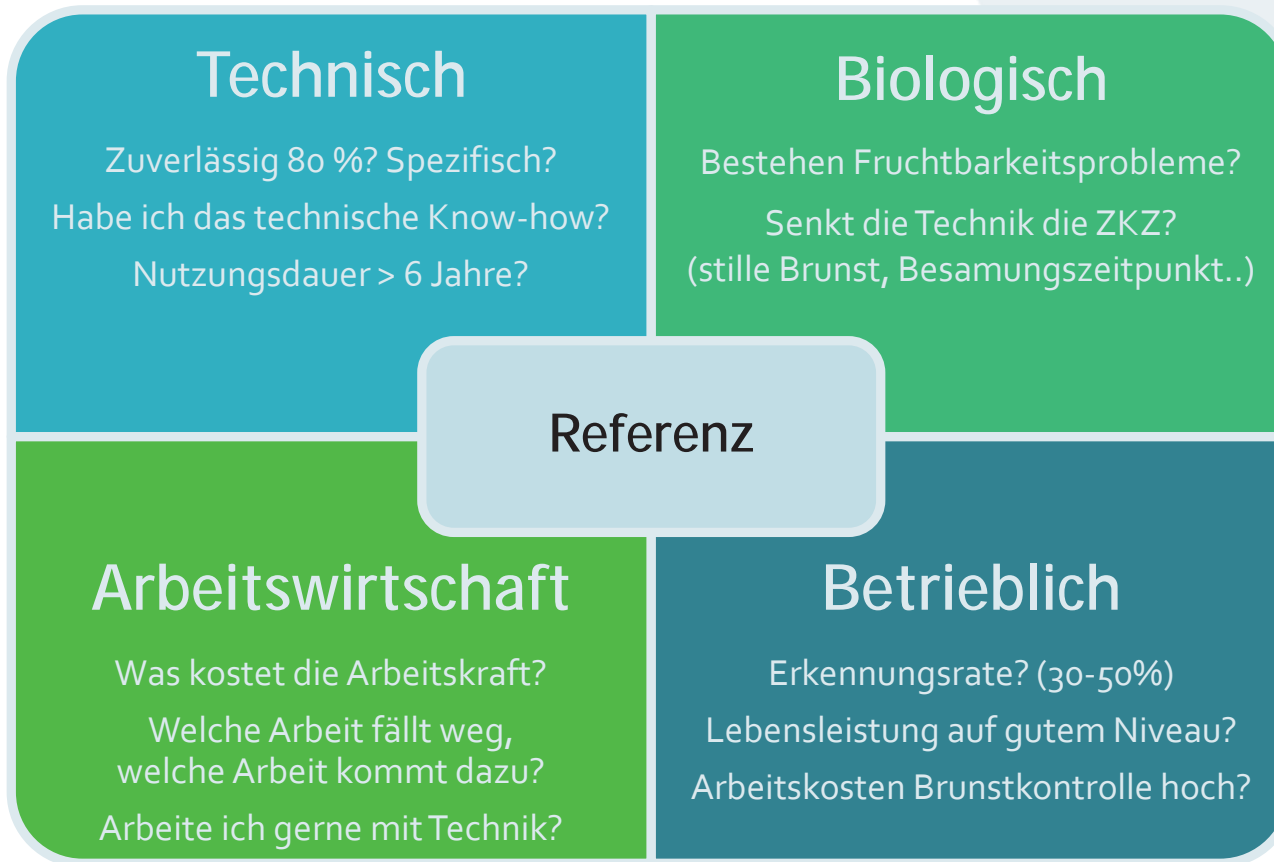 Technisch
Zuverlässig 80 %? Spezifisch?
Habe ich das technische Know-how?
Nutzungsdauer > 6 Jahre?
Biologisch
Bestehen Fruchtbarkeitsprobleme?
Senkt die Technik die ZKZ?
(stille Brunst, Besamungszeitpunkt..)
Referenz
Arbeitswirtschaft
Was kostet die Arbeitskraft?
Welche Arbeit fällt weg,
welche Arbeit kommt dazu?
Arbeite ich gerne mit Technik?
Betrieblich
Erkennungsrate? (30-50%)
Lebensleistung auf gutem Niveau?
Arbeitskosten Brunstkontrolle hoch?